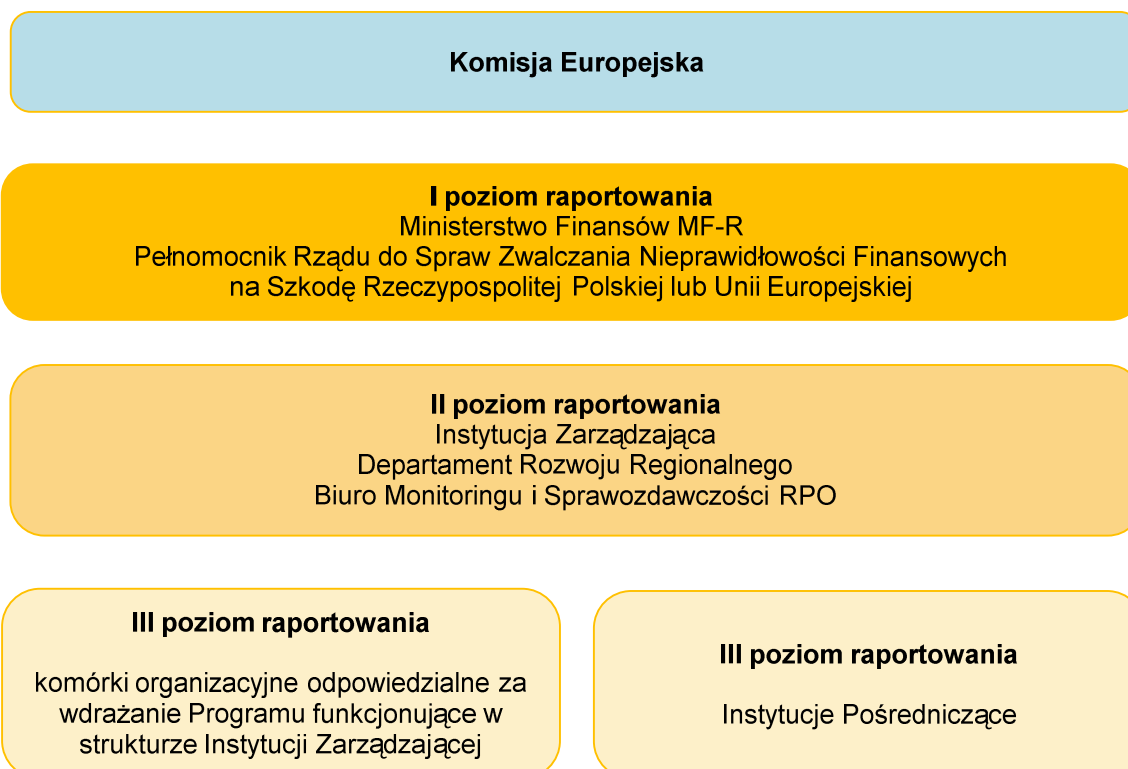 Komisja Europejska
I poziom raportowania
Ministerstwo Finansów MF-R
Pełnomocnik Rządu do Spraw Zwalczania Nieprawidłowości Finansowych
na Szkodę Rzeczypospolitej Polskiej lub Unii Europejskiej
II poziom raportowania
Instytucja Zarządzająca
Departament Rozwoju Regionalnego
Biuro Monitoringu i Sprawozdawczości RPO
III poziom raportowania
komórki organizacyjne odpowiedzialne za
wdrażanie Programu funkcjonujące w
strukturze Instytucji Zarządzającej
III poziom raportowania
Instytucje Pośredniczące